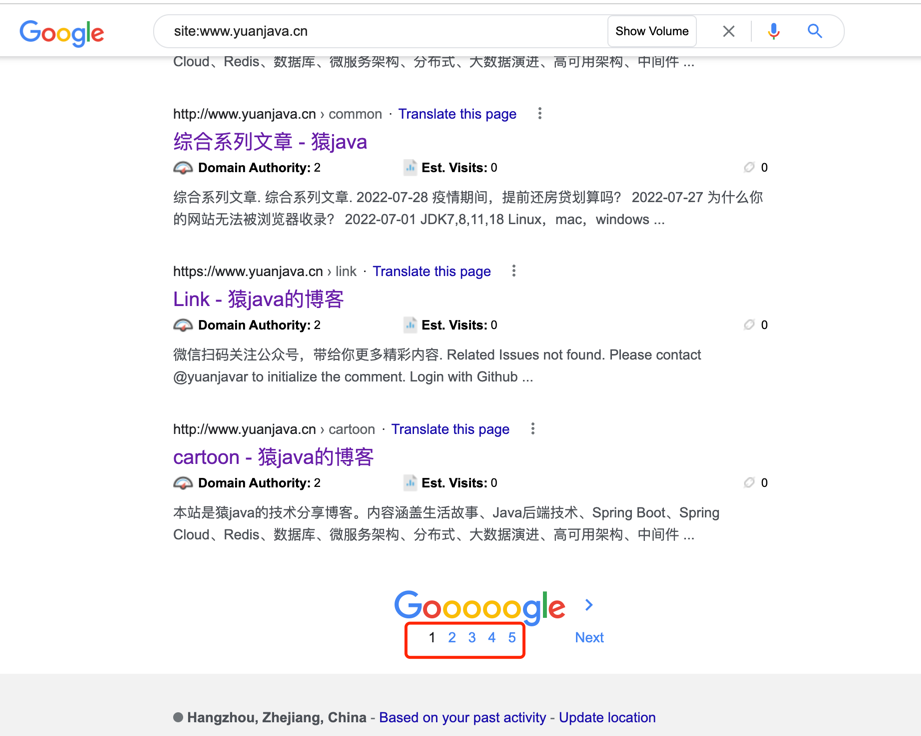 Google
site:www.yuanjava.cn
Show Volume
Cloud、Redis、数据库、微服务架构、分布式、大数据演进、高可用架构、中间件 ...
http://www.yuanjava.cn › common · Translate this page
综合系列文章 - 猿java
Domain Authority: 2 Est. Visits: 0 0
综合系列文章. 综合系列文章. 2022-07-28 疫情期间，提前还房贷划算吗？ 2022-07-27 为什么你
的网站无法被浏览器收录？ 2022-07-01 JDK7,8,11,18 Linux，mac，windows ...
https://www.yuanjava.cn › link · Translate this page
Link - 猿java的博客
Domain Authority: 2 Est. Visits: 0 0
微信扫码关注公众号，带给你更多精彩内容. Related Issues not found. Please contact
@yuanjavar to initialize the comment. Login with Github ...
http://www.yuanjava.cn › cartoon · Translate this page
cartoon - 猿java的博客
Domain Authority: 2 Est. Visits: 0 0
本站是猿java的技术分享博客。内容涵盖生活故事、Java后端技术、Spring Boot、Spring
Cloud、Redis、数据库、微服务架构、分布式、大数据演进、高可用架构、中间件 ...
Gooooogle
1 2 3 4 5 Next
Hangzhou, Zhejiang, China - Based on your past activity - Update location